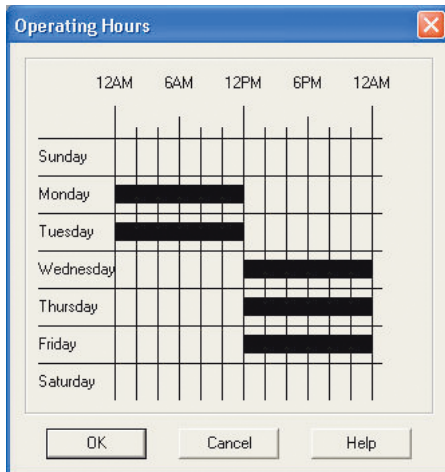 Operating Hours
12AM 6AM 12PM 6PM 12AM
Sunday
Monday
Tuesday
Wednesday
Thursday
Friday
Saturday
OK Cancel Help